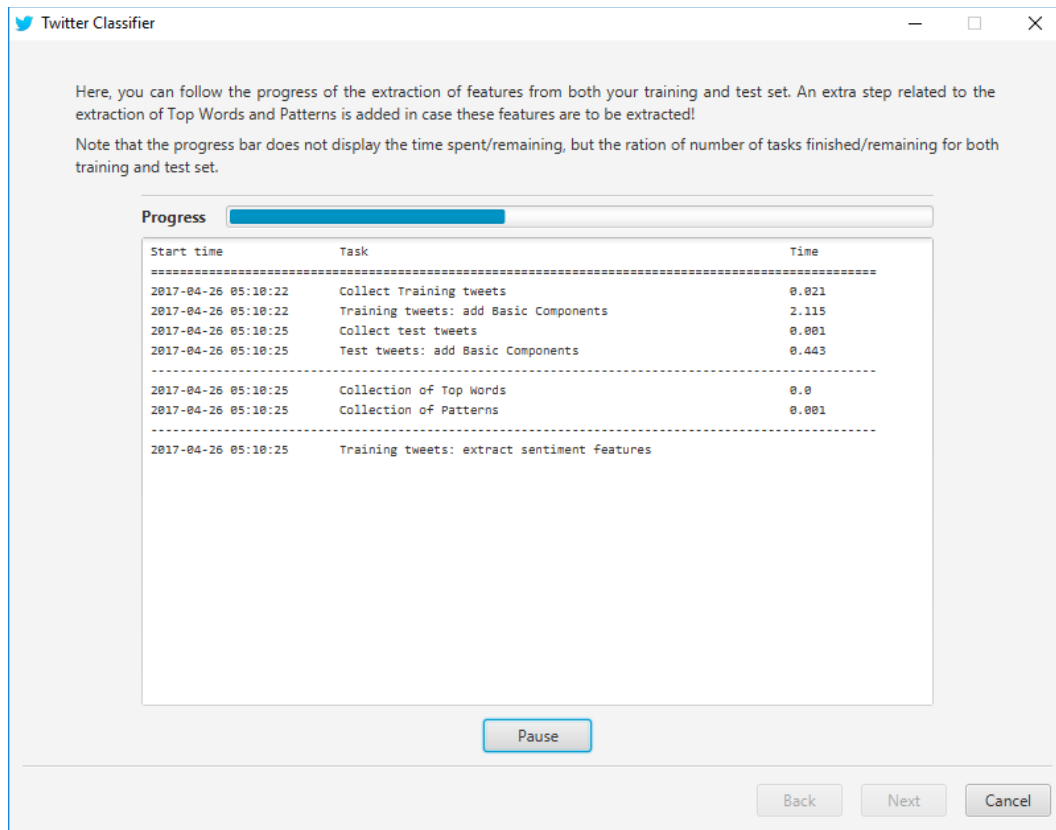 Twitter Classifier
Here, you can follow the progress of the extraction of features from both your training and test set. An extra step related to the
extraction of Top Words and Patterns is added in case these features are to be extracted!
Note that the progress bar does not display the time spent/remaining, but the ration of number of tasks finished/remaining for both
training and test set.
Progress
Start time Task Time
====================================================================================================
2017-04-26 05:10:22 Collect Training tweets 0.021
2017-04-26 05:10:22 Training tweets: add Basic Components 2.115
2017-04-26 05:10:25 Collect test tweets 0.001
2017-04-26 05:10:25 Test tweets: add Basic Components 0.443
----------------------------------------------------------------------------------------------------
2017-04-26 05:10:25 Collection of Top Words 0.0
2017-04-26 05:10:25 Collection of Patterns 0.001
----------------------------------------------------------------------------------------------------
2017-04-26 05:10:25 Training tweets: extract sentiment features
Pause
Back Next Cancel